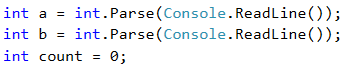 int a = int.Parse(Console.ReadLine());
int b = int.Parse(Console.ReadLine());
int count = 0;